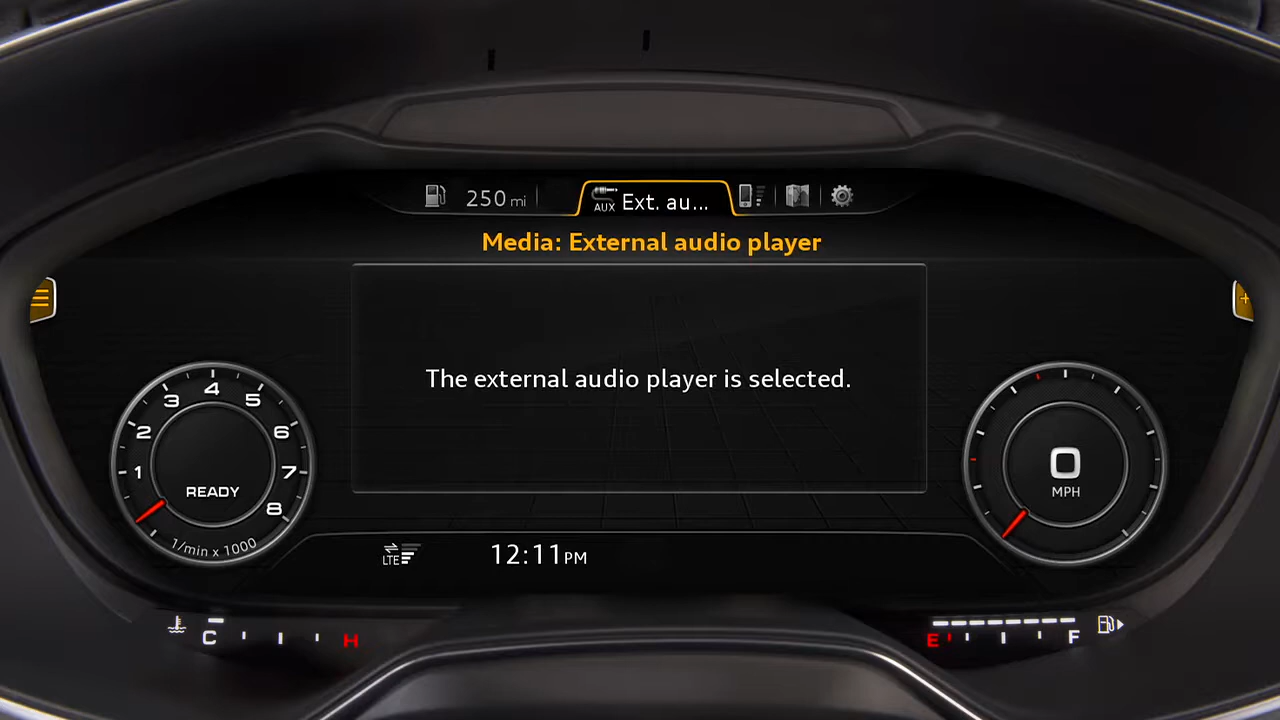 250 mi
AUX Ext. au...
Media: External audio player
The external audio player is selected.
1 2 3 4 5 6 7 8
READY
1/min x 1000
0
MPH
LTE
12:11PM
C H
E F